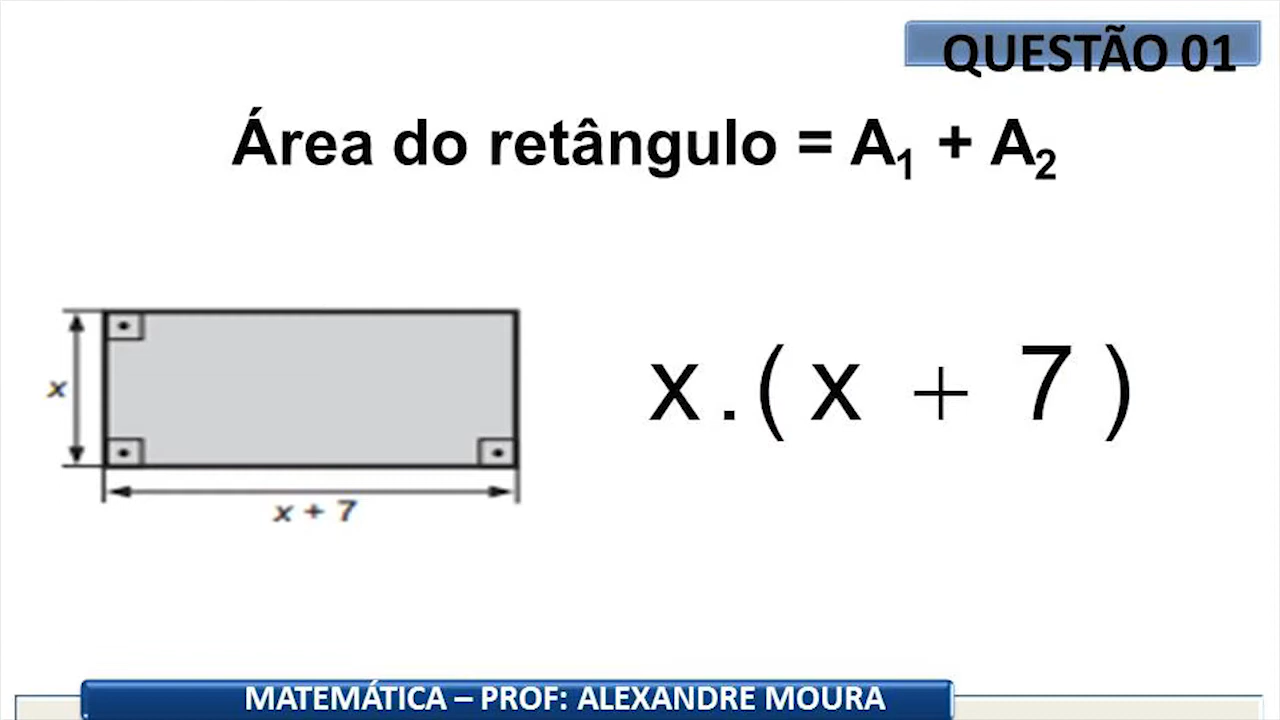 QUESTÃO 01
Área do retângulo = A₁ + A₂
x
x.(x + 7)
x + 7
MATEMÁTICA – PROF: ALEXANDRE MOURA